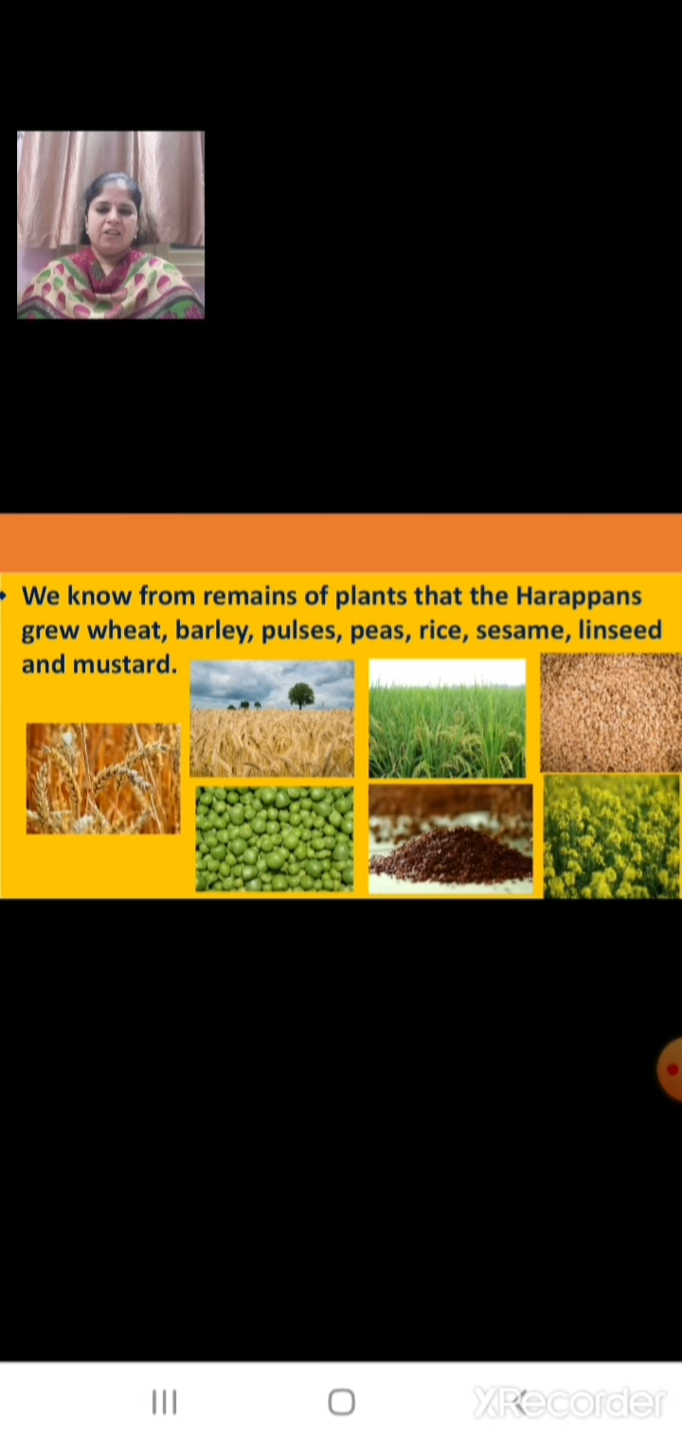 We know from remains of plants that the Harappans
grew wheat, barley, pulses, peas, rice, sesame, linseed
and mustard.
XRecorder